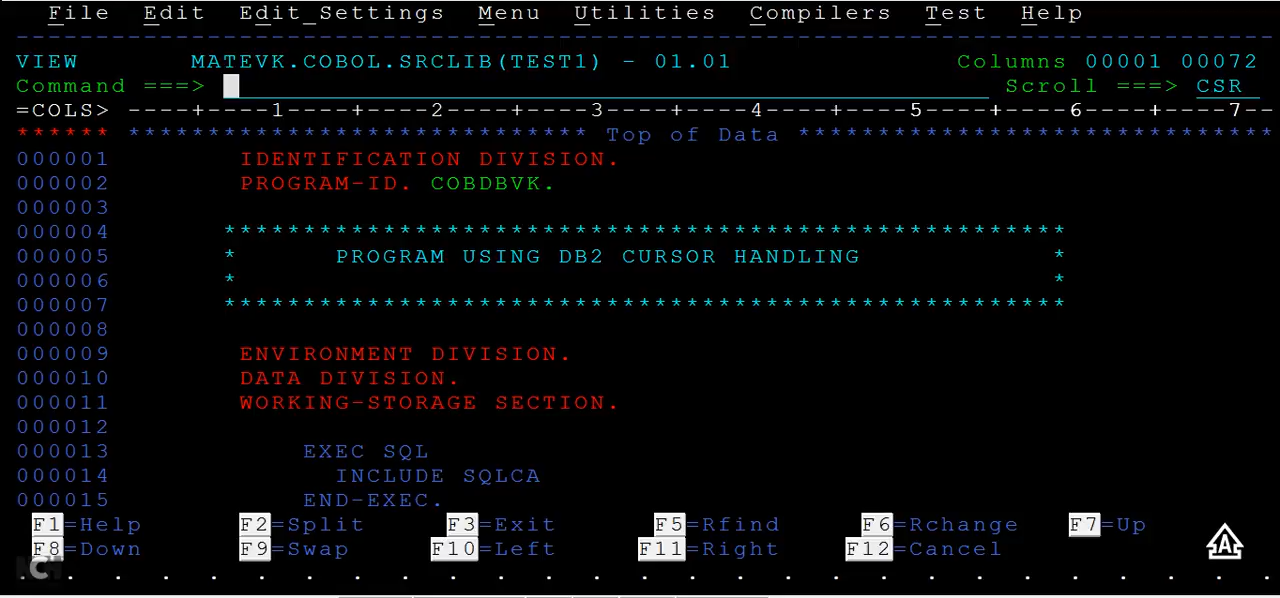 File Edit Edit_Settings Menu Utilities Compilers Test Help
VIEW MATEVK.COBOL.SRCLIB(TEST1) - 01.01 Columns 00001 00072
Command ===> Scroll ===> CSR
=COLS> ----+----1----+----2----+----3----+----4----+----5----+----6----+----7--
****** ***************************** Top of Data ******************************
000001 IDENTIFICATION DIVISION.
000002 PROGRAM-ID. COBDBVK.
000003
000004 *****************************************************
000005 * PROGRAM USING DB2 CURSOR HANDLING *
000006 * *
000007 *****************************************************
000008
000009 ENVIRONMENT DIVISION.
000010 DATA DIVISION.
000011 WORKING-STORAGE SECTION.
000012
000013 EXEC SQL
000014 INCLUDE SQLCA
000015 END-EXEC.
F1=Help F2=Split F3=Exit F5=Rfind F6=Rchange F7=Up
F8=Down F9=Swap F10=Left F11=Right F12=Cancel
A